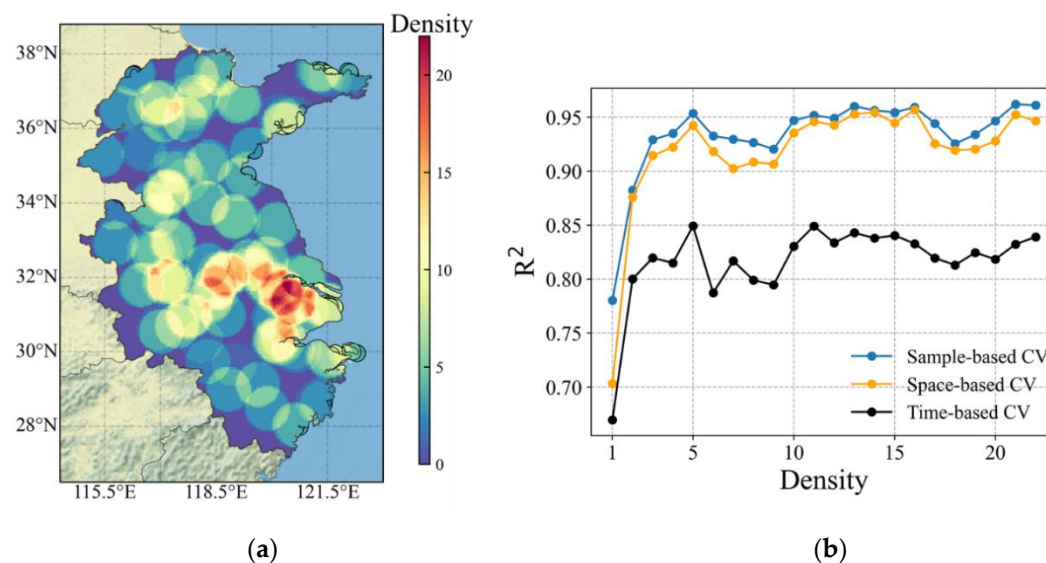 Density
38°N
36°N
34°N
32°N
30°N
28°N
115.5°E 118.5°E 121.5°E
20
15
10
5
0
(a)
R²
0.95
0.90
0.85
0.80
0.75
0.70
Sample-based CV
Space-based CV
Time-based CV
1 5 10 15 20
Density
(b)